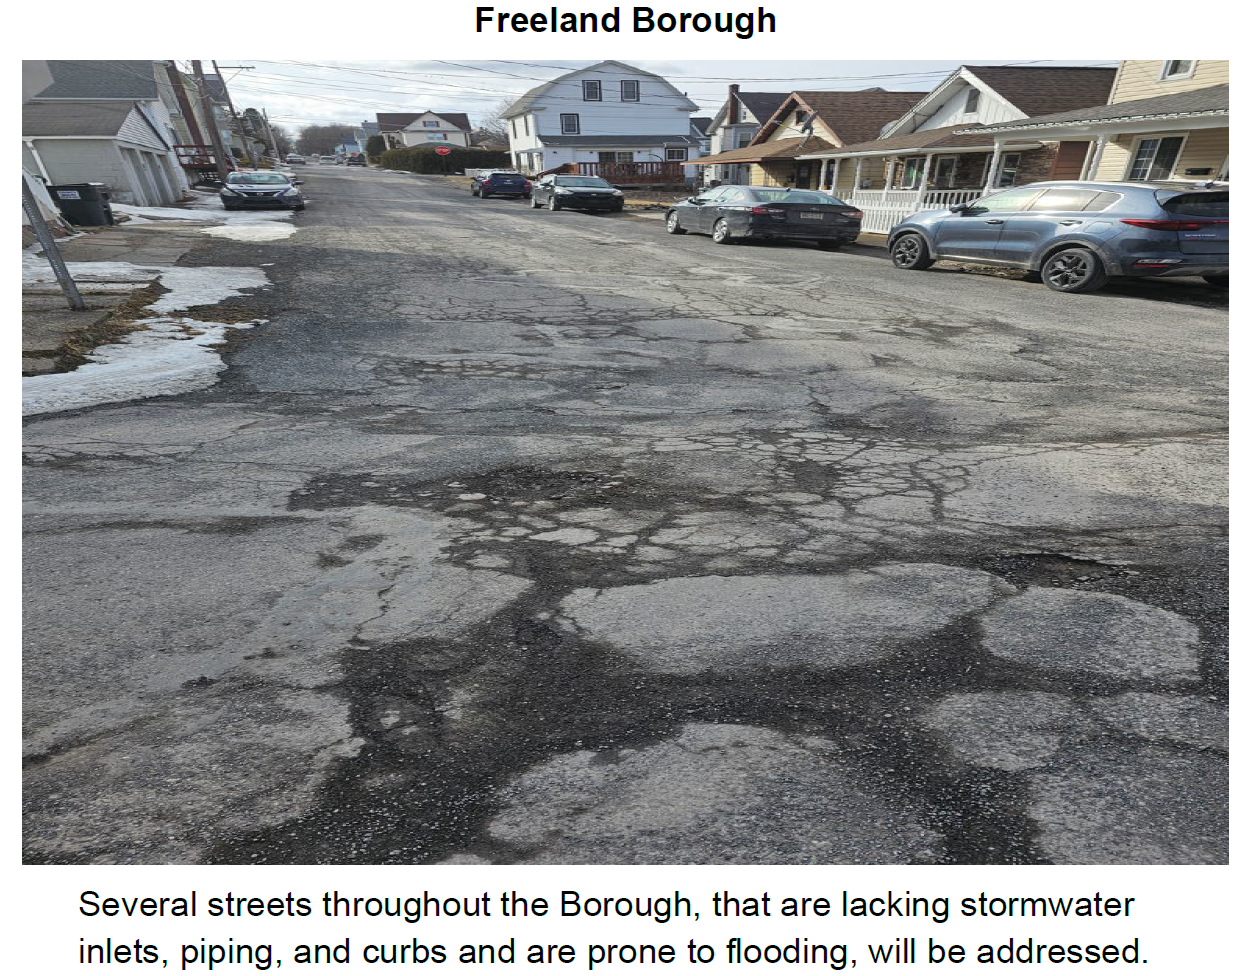 Freeland Borough
Several streets throughout the Borough, that are lacking stormwater
inlets, piping, and curbs and are prone to flooding, will be addressed.